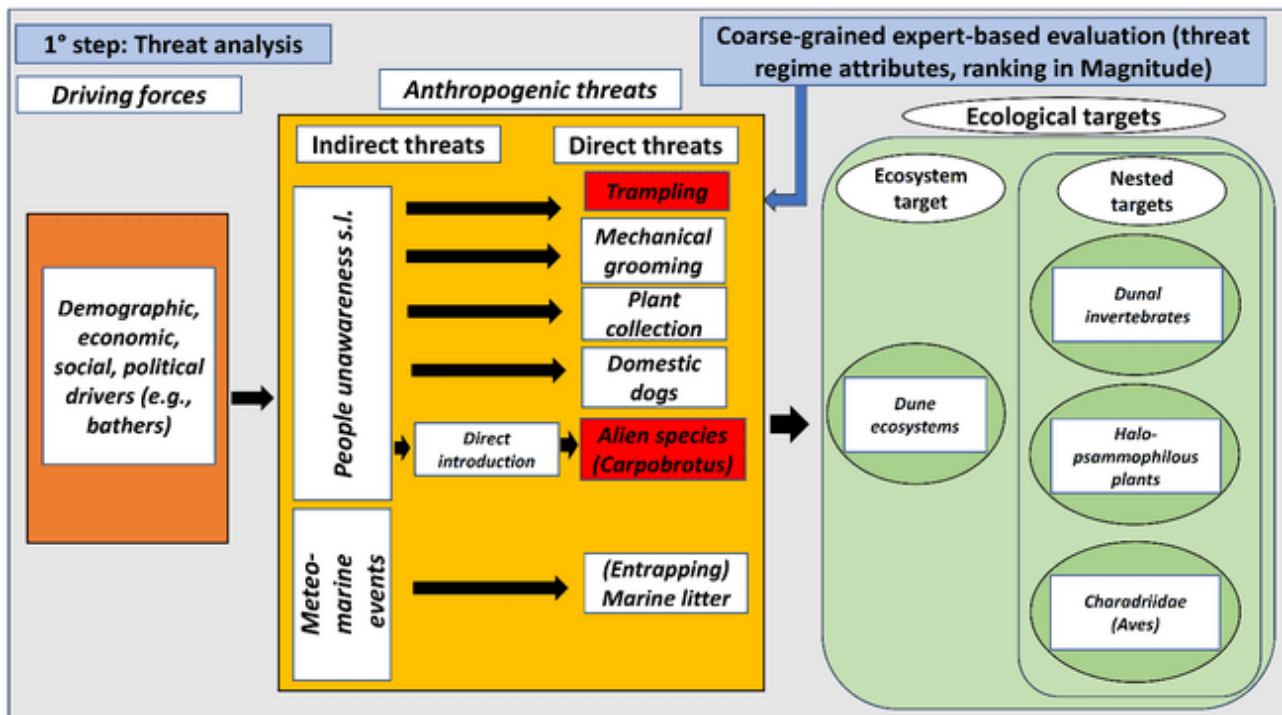 1° step: Threat analysis
Coarse-grained expert-based evaluation (threat
regime attributes, ranking in Magnitude)
Driving forces
Anthropogenic threats
Ecological targets
Indirect threats
Direct threats
Ecosystem
target
Nested
targets
Demographic,
economic,
social, political
drivers (e.g.,
bathers)
People unawareness s.l.
Trampling
Mechanical
grooming
Plant
collection
Domestic
dogs
Direct
introduction
Alien species
(Carpobrotus)
Meteo-
marine
events
(Entrapping)
Marine litter
Dune
ecosystems
Dunal
invertebrates
Halo-
psammophilous
plants
Charadriidae
(Aves)